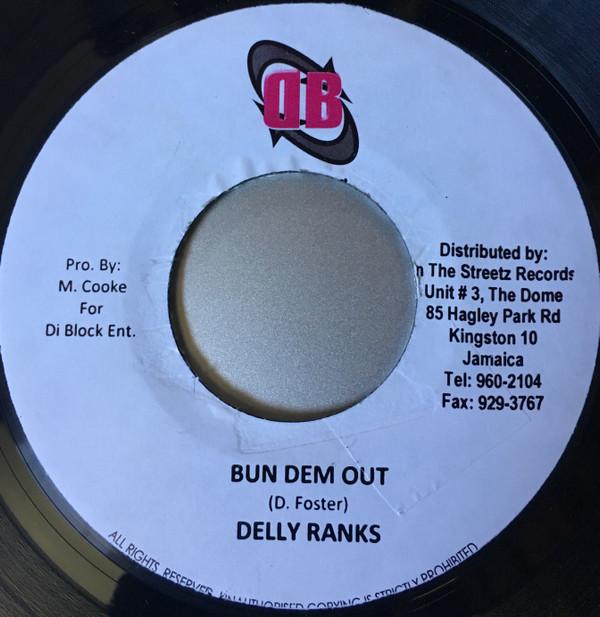 DB
Pro. By:
M. Cooke
For
Di Block Ent.
Distributed by:
n The Streetz Records
Unit # 3, The Dome
85 Hagley Park Rd
Kingston 10
Jamaica
Tel: 960-2104
Fax: 929-3767
BUN DEM OUT
(D. Foster)
DELLY RANKS
ALL RIGHTS RESERVED. UNAUTHORISED COPYING IS STRICTLY PROHIBITED